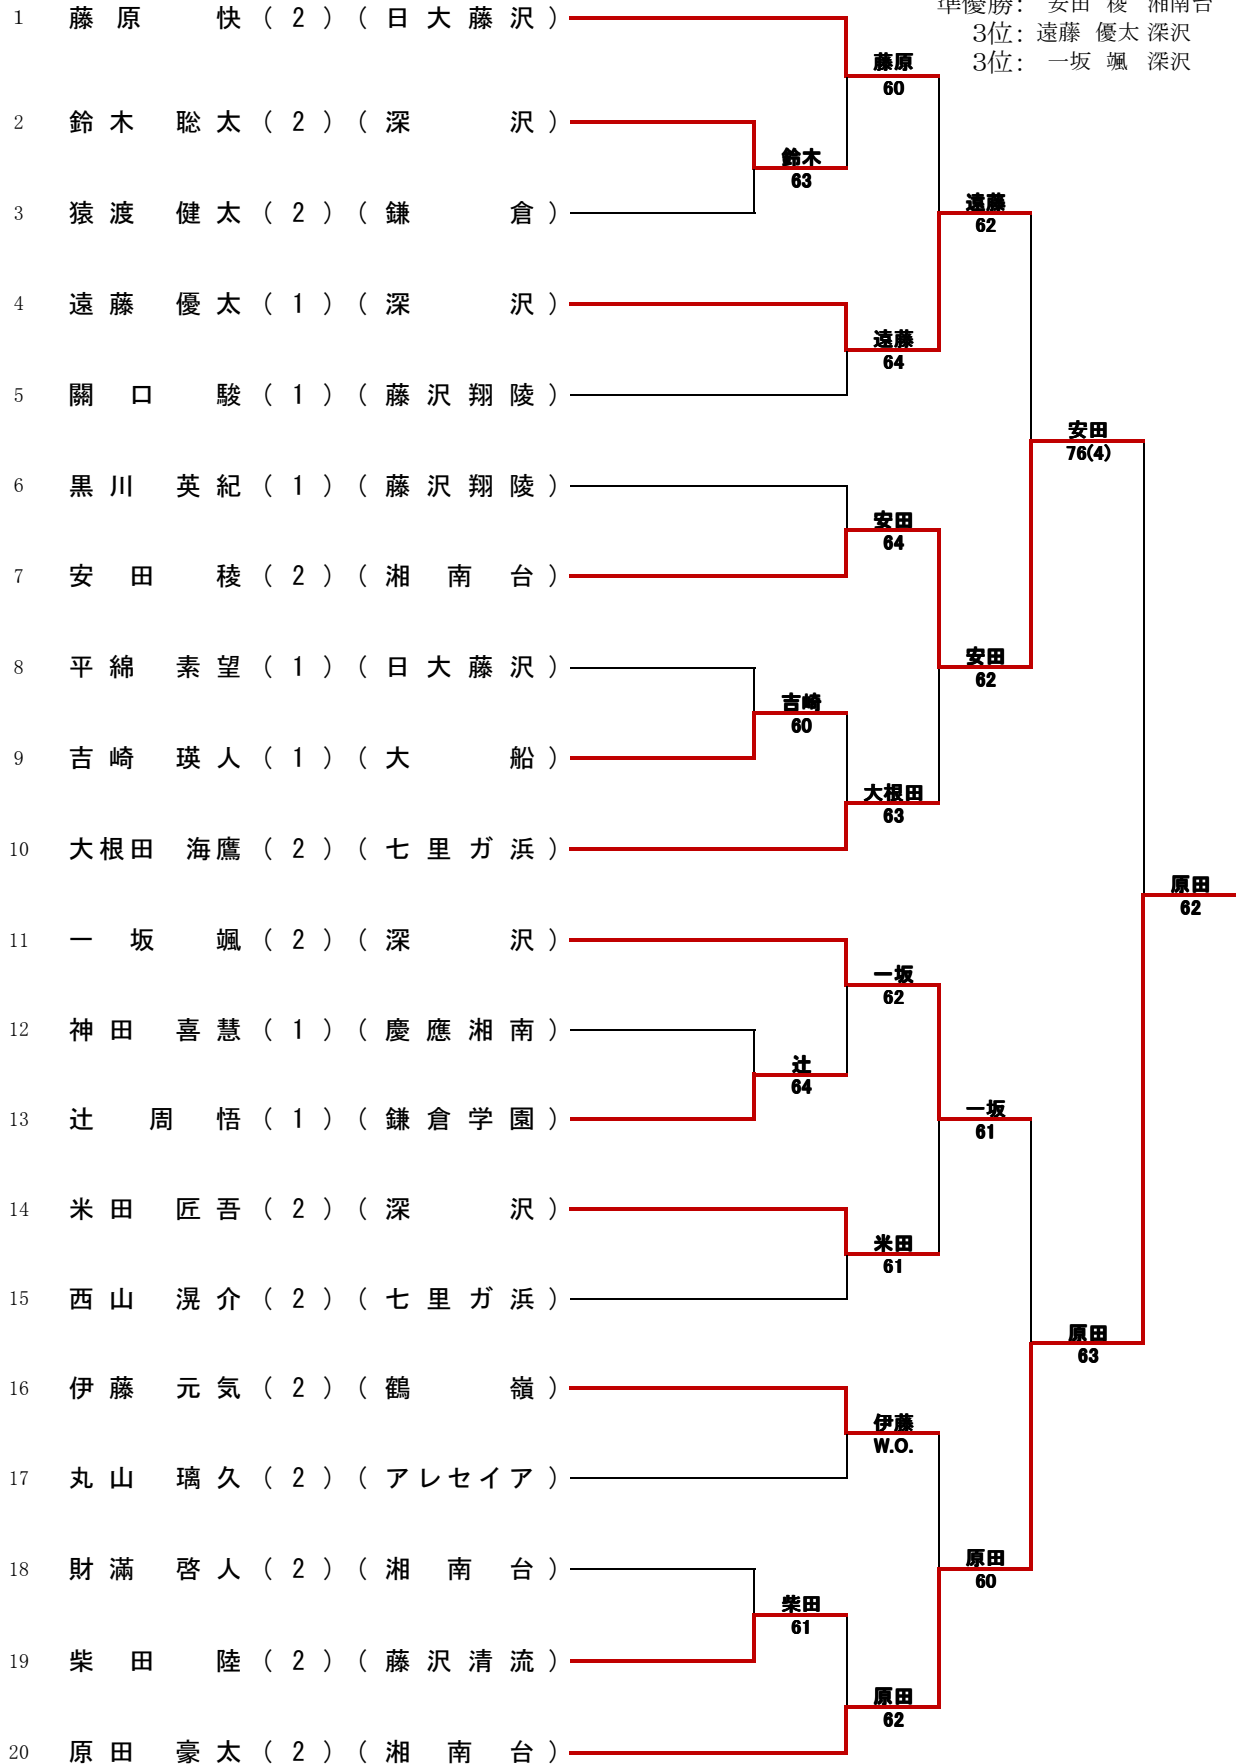 準優勝： 安田 稜 湘南台
3位： 遠藤 優太 深沢
3位： 一坂 颯 深沢
1 藤原 快 （2）（日大藤沢）
藤原
60
2 鈴木 聡太 （2）（深沢）
鈴木
63
3 猿渡 健太 （2）（鎌倉）
遠藤
62
4 遠藤 優太 （1）（深沢）
遠藤
64
5 關口 駿 （1）（藤沢翔陵）
安田
76(4)
6 黒川 英紀 （1）（藤沢翔陵）
安田
64
7 安田 稜 （2）（湘南台）
安田
62
8 平綿 素望 （1）（日大藤沢）
吉崎
60
9 吉崎 瑛人 （1）（大船）
大根田
63
10 大根田 海鷹 （2）（七里ガ浜）
原田
62
11 一坂 颯 （2）（深沢）
一坂
62
12 神田 喜慧 （1）（慶應湘南）
辻
64
13 辻 周悟 （1）（鎌倉学園）
一坂
61
14 米田 匠吾 （2）（深沢）
米田
61
15 西山 滉介 （2）（七里ガ浜）
原田
63
16 伊藤 元気 （2）（鶴嶺）
伊藤
W.O.
17 丸山 璃久 （2）（アレセイア）
原田
60
18 財満 啓人 （2）（湘南台）
柴田
61
19 柴田 陸 （2）（藤沢清流）
原田
62
20 原田 豪太 （2）（湘南台）